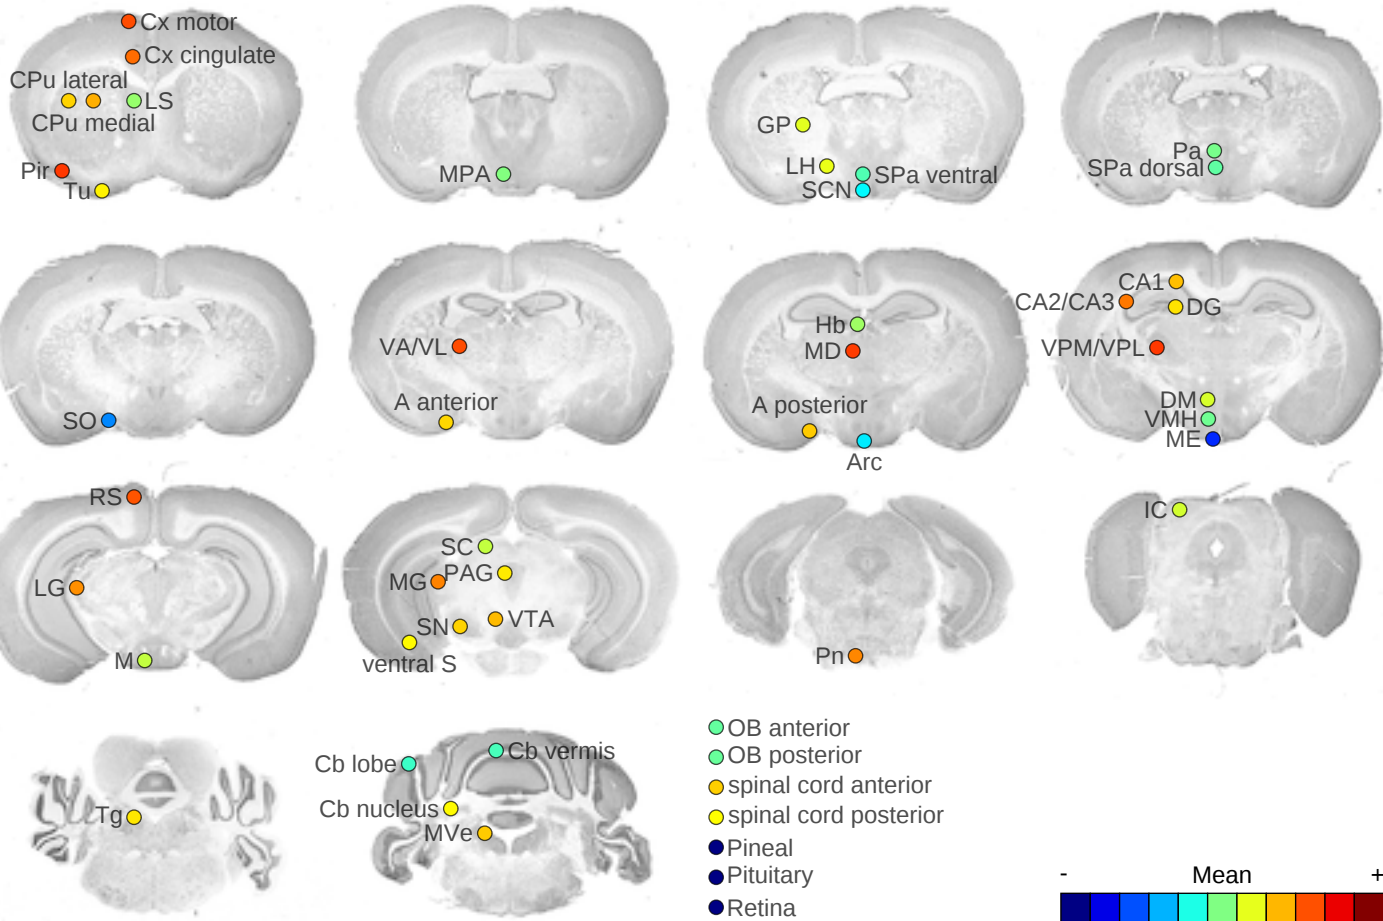 Cx motor
Cx cingulate
CPu lateral
LS
CPu medial
Pir
Tu
MPA
GP
LH
SPa ventral
SCN
Pa
SPa dorsal
SO
VA/VL
A anterior
Hb
MD
A posterior
Arc
CA1
CA2/CA3
DG
VPM/VPL
DM
VMH
ME
RS
LG
M
SC
PAG
MG
VTA
SN
ventral S
Pn
IC
Tg
Cb vermis
Cb lobe
Cb nucleus
MVe
OB anterior
OB posterior
spinal cord anterior
spinal cord posterior
Pineal
Pituitary
Retina
- Mean +